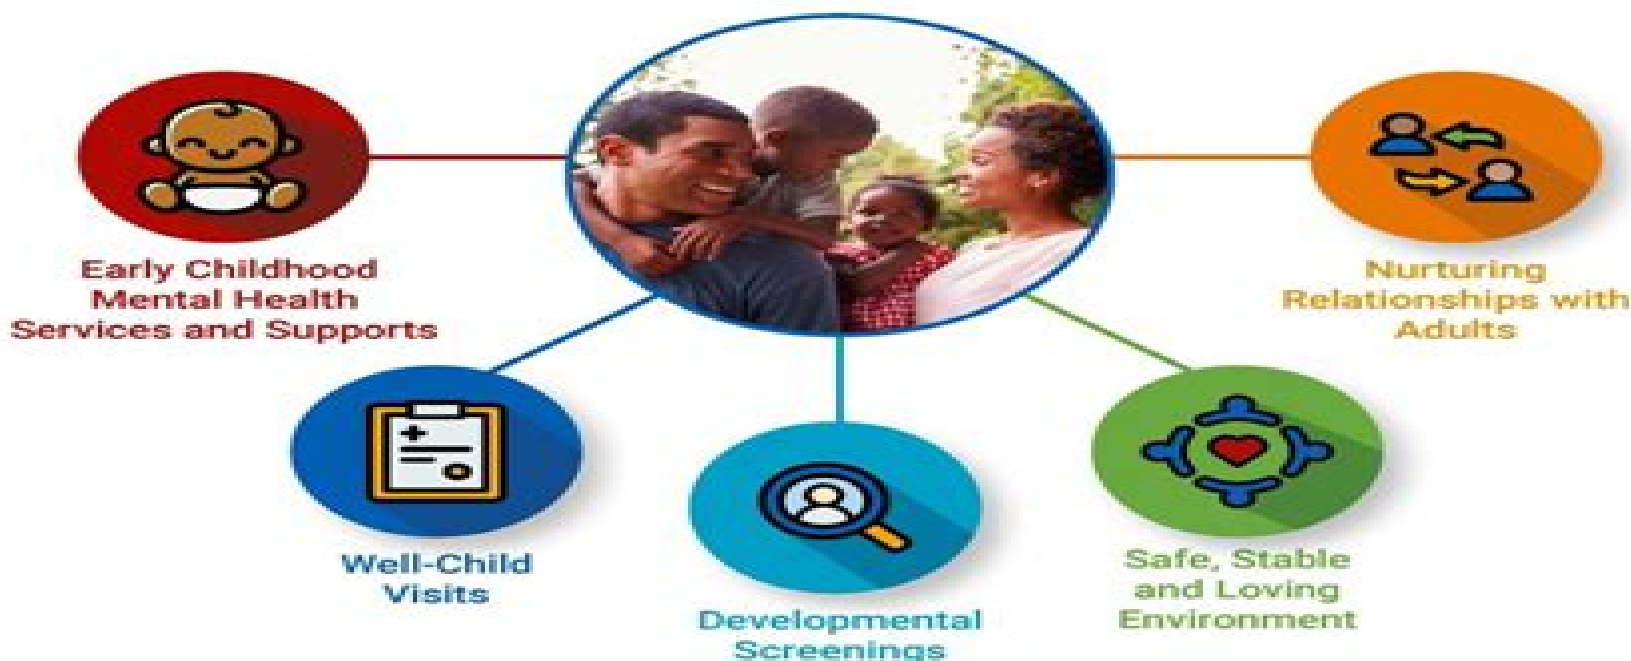 Early Childhood
Mental Health
Services and Supports
Well-Child
Visits
Developmental
Screenings
Safe, Stable
and Loving
Environment
Nurturing
Relationships with
Adults